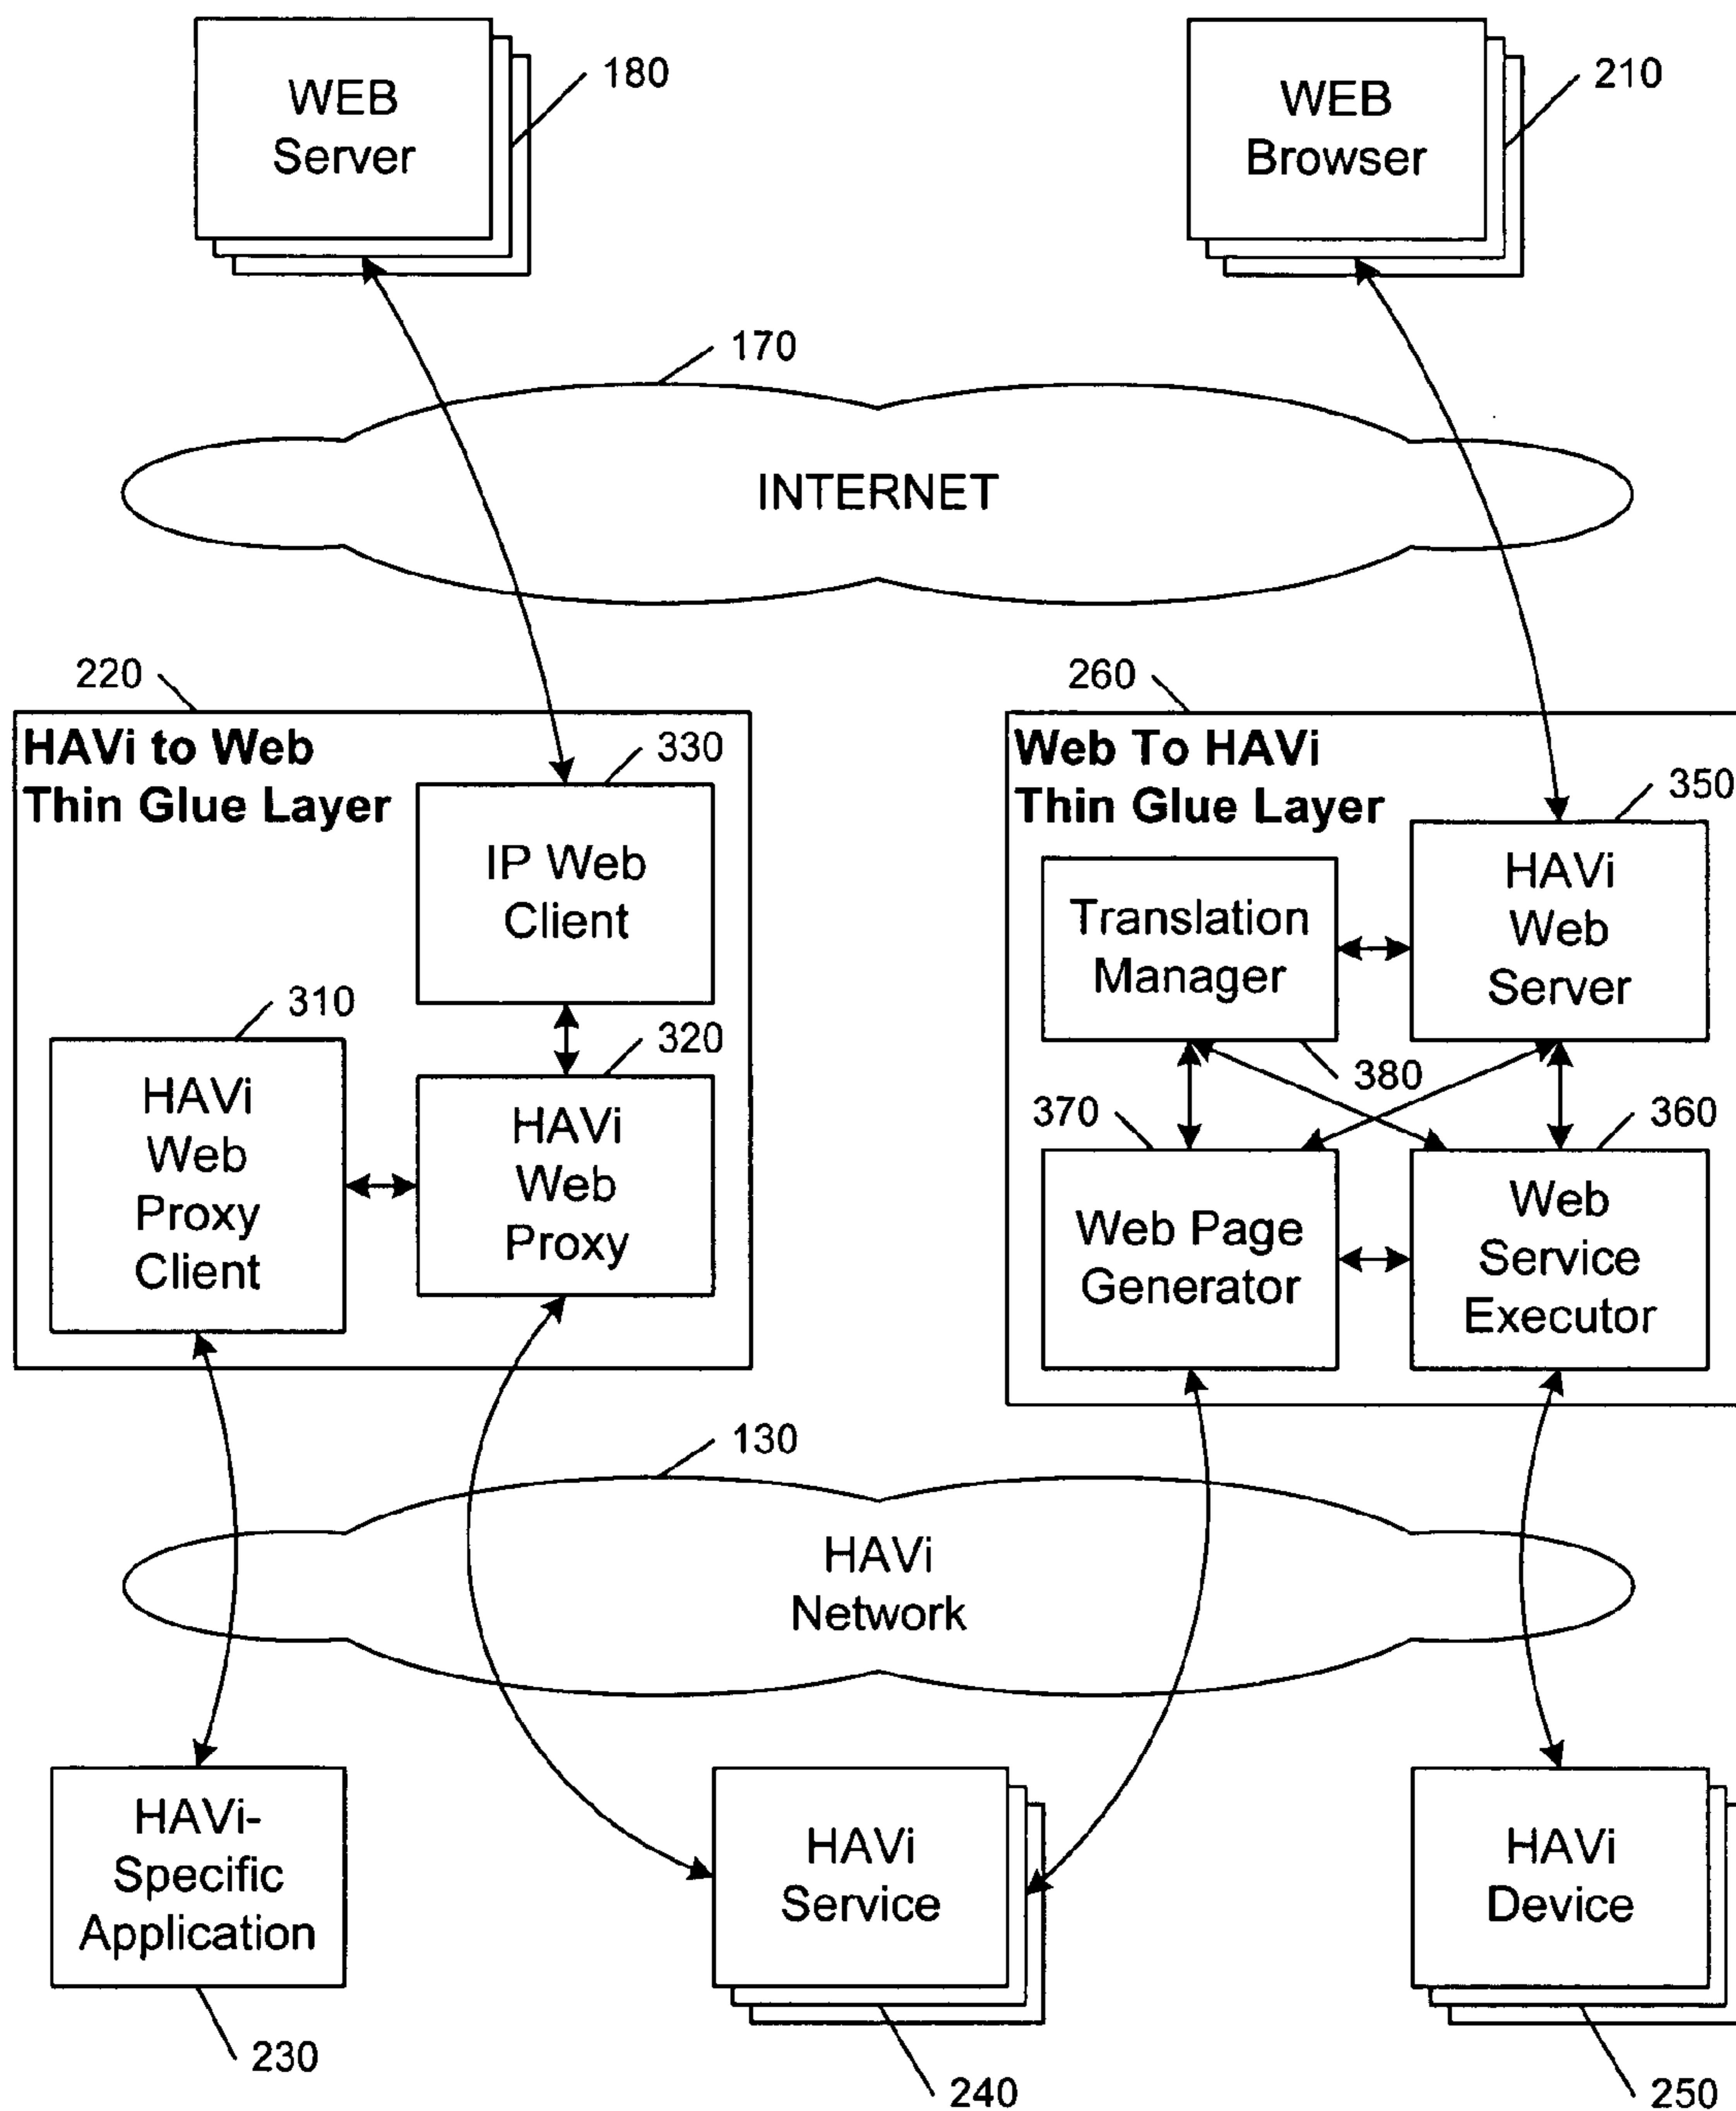 WEB
Server
180
WEB
Browser
210
170
INTERNET
220
HAVi to Web
Thin Glue Layer
330
IP Web
Client
310
HAVi
Web
Proxy
Client
320
HAVi
Web
Proxy
260
Web To HAVi
Thin Glue Layer
350
HAVi
Web
Server
Translation
Manager
380
370
Web Page
Generator
360
Web
Service
Executor
130
HAVi
Network
HAVi-
Specific
Application
230
HAVi
Service
240
HAVi
Device
250